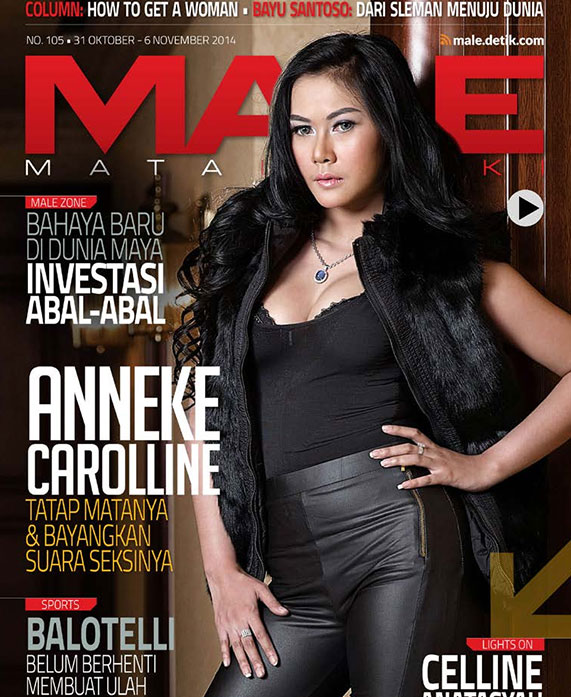 COLUMN: HOW TO GET A WOMAN • BAYU SANTOSO: DARI SLEMAN MENUJU DUNIA
NO. 105 • 31 OKTOBER - 6 NOVEMBER 2014
male.detik.com
MALE
MATA
MALE ZONE
BAHAYA BARU
DI DUNIA MAYA
INVESTASI
ABAL-ABAL
ANNEKE
CAROLLINE
TATAP MATANYA
& BAYANGKAN
SUARA SEKSINYA
SPORTS
BALOTELLI
BELUM BERHENTI
MEMBUAT ULAH
LIGHTS ON
CELLINE
ANATASYAH